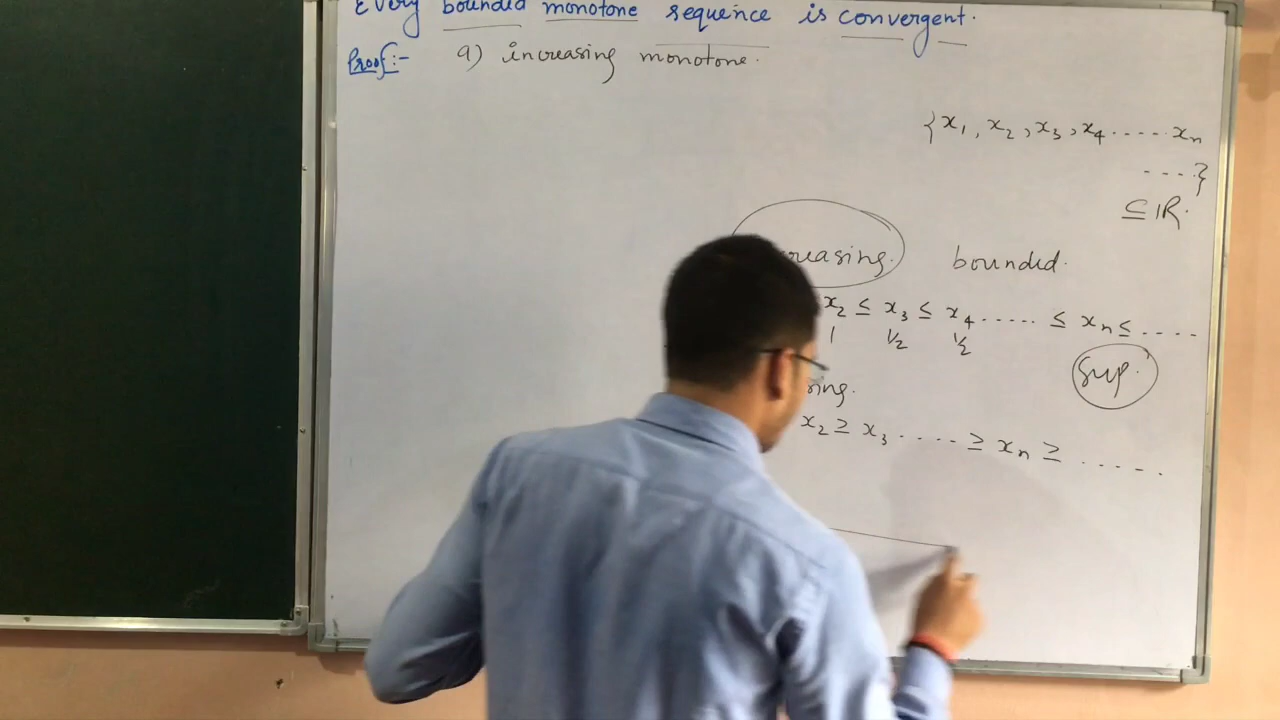 Every bounded monotone sequence is convergent.
Proof:- a) increasing monotone.
{x₁, x₂, x₃, x₄ ..... xₙ
....}
⊆ ℝ.
bounded.
x₂ ≤ x₃ ≤ x₄ ...... ≤ xₙ ≤ ....
1 1/2 1/2
Sup.
x₂ ≥ x₃ ..... ≥ xₙ ≥ ......